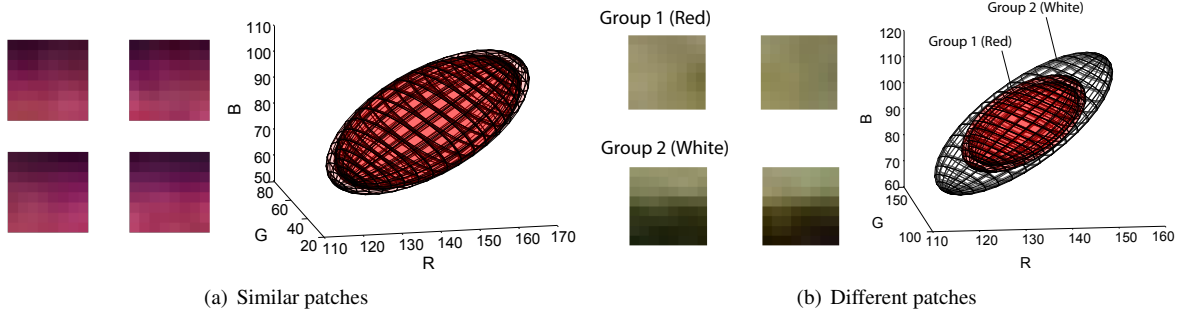 110
100
90
80
70
60
50
B
80
60
40
20
G
110 120 130 140 150 160 170
R
(a) Similar patches
Group 1 (Red)
Group 2 (White)
Group 2 (White)
Group 1 (Red)
120
110
100
90
80
70
60
B
150
100
G
110 120 130 140 150 160
R
(b) Different patches